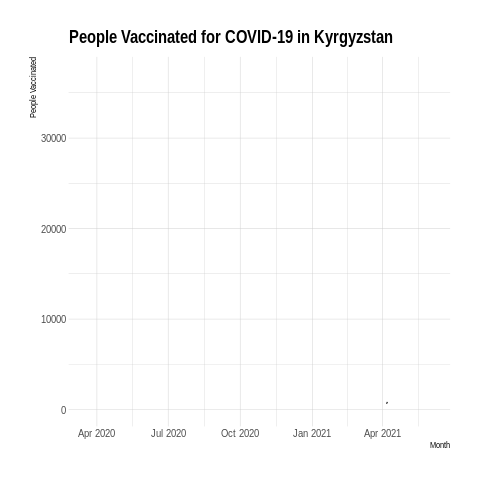 People Vaccinated for COVID-19 in Kyrgyzstan
People Vaccinated
30000
20000
10000
0
Apr 2020 Jul 2020 Oct 2020 Jan 2021 Apr 2021
Month